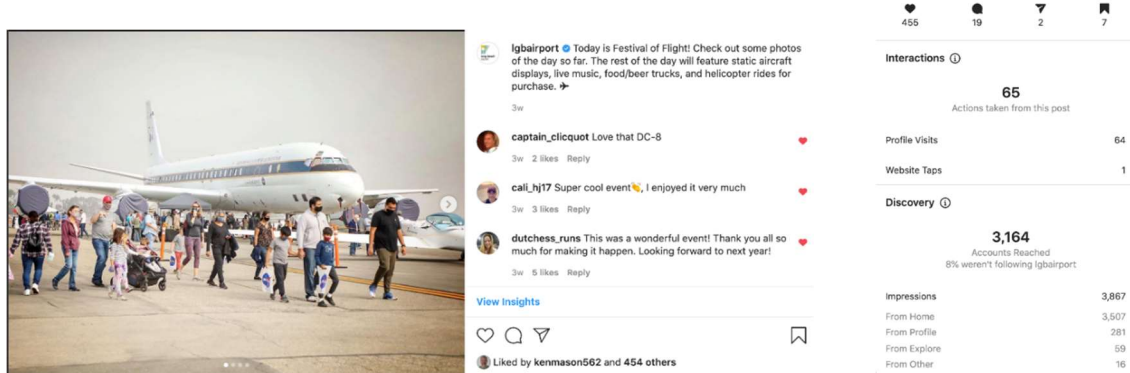 lgbairport Today is Festival of Flight! Check out some photos
of the day so far. The rest of the day will feature static aircraft
displays, live music, food/beer trucks, and helicopter rides for
purchase. ✈
3w
captain_clicquot Love that DC-8
3w 2 likes Reply
cali_hj17 Super cool event👏, I enjoyed it very much
3w 3 likes Reply
dutchess_runs This was a wonderful event! Thank you all so
much for making it happen. Looking forward to next year!
3w 5 likes Reply
View Insights
Liked by kenmason562 and 454 others
455 19 2 7
Interactions
65
Actions taken from this post
Profile Visits 64
Website Taps 1
Discovery
3,164
Accounts Reached
8% weren't following lgbairport
Impressions 3,867
From Home 3,507
From Profile 281
From Explore 59
From Other 16